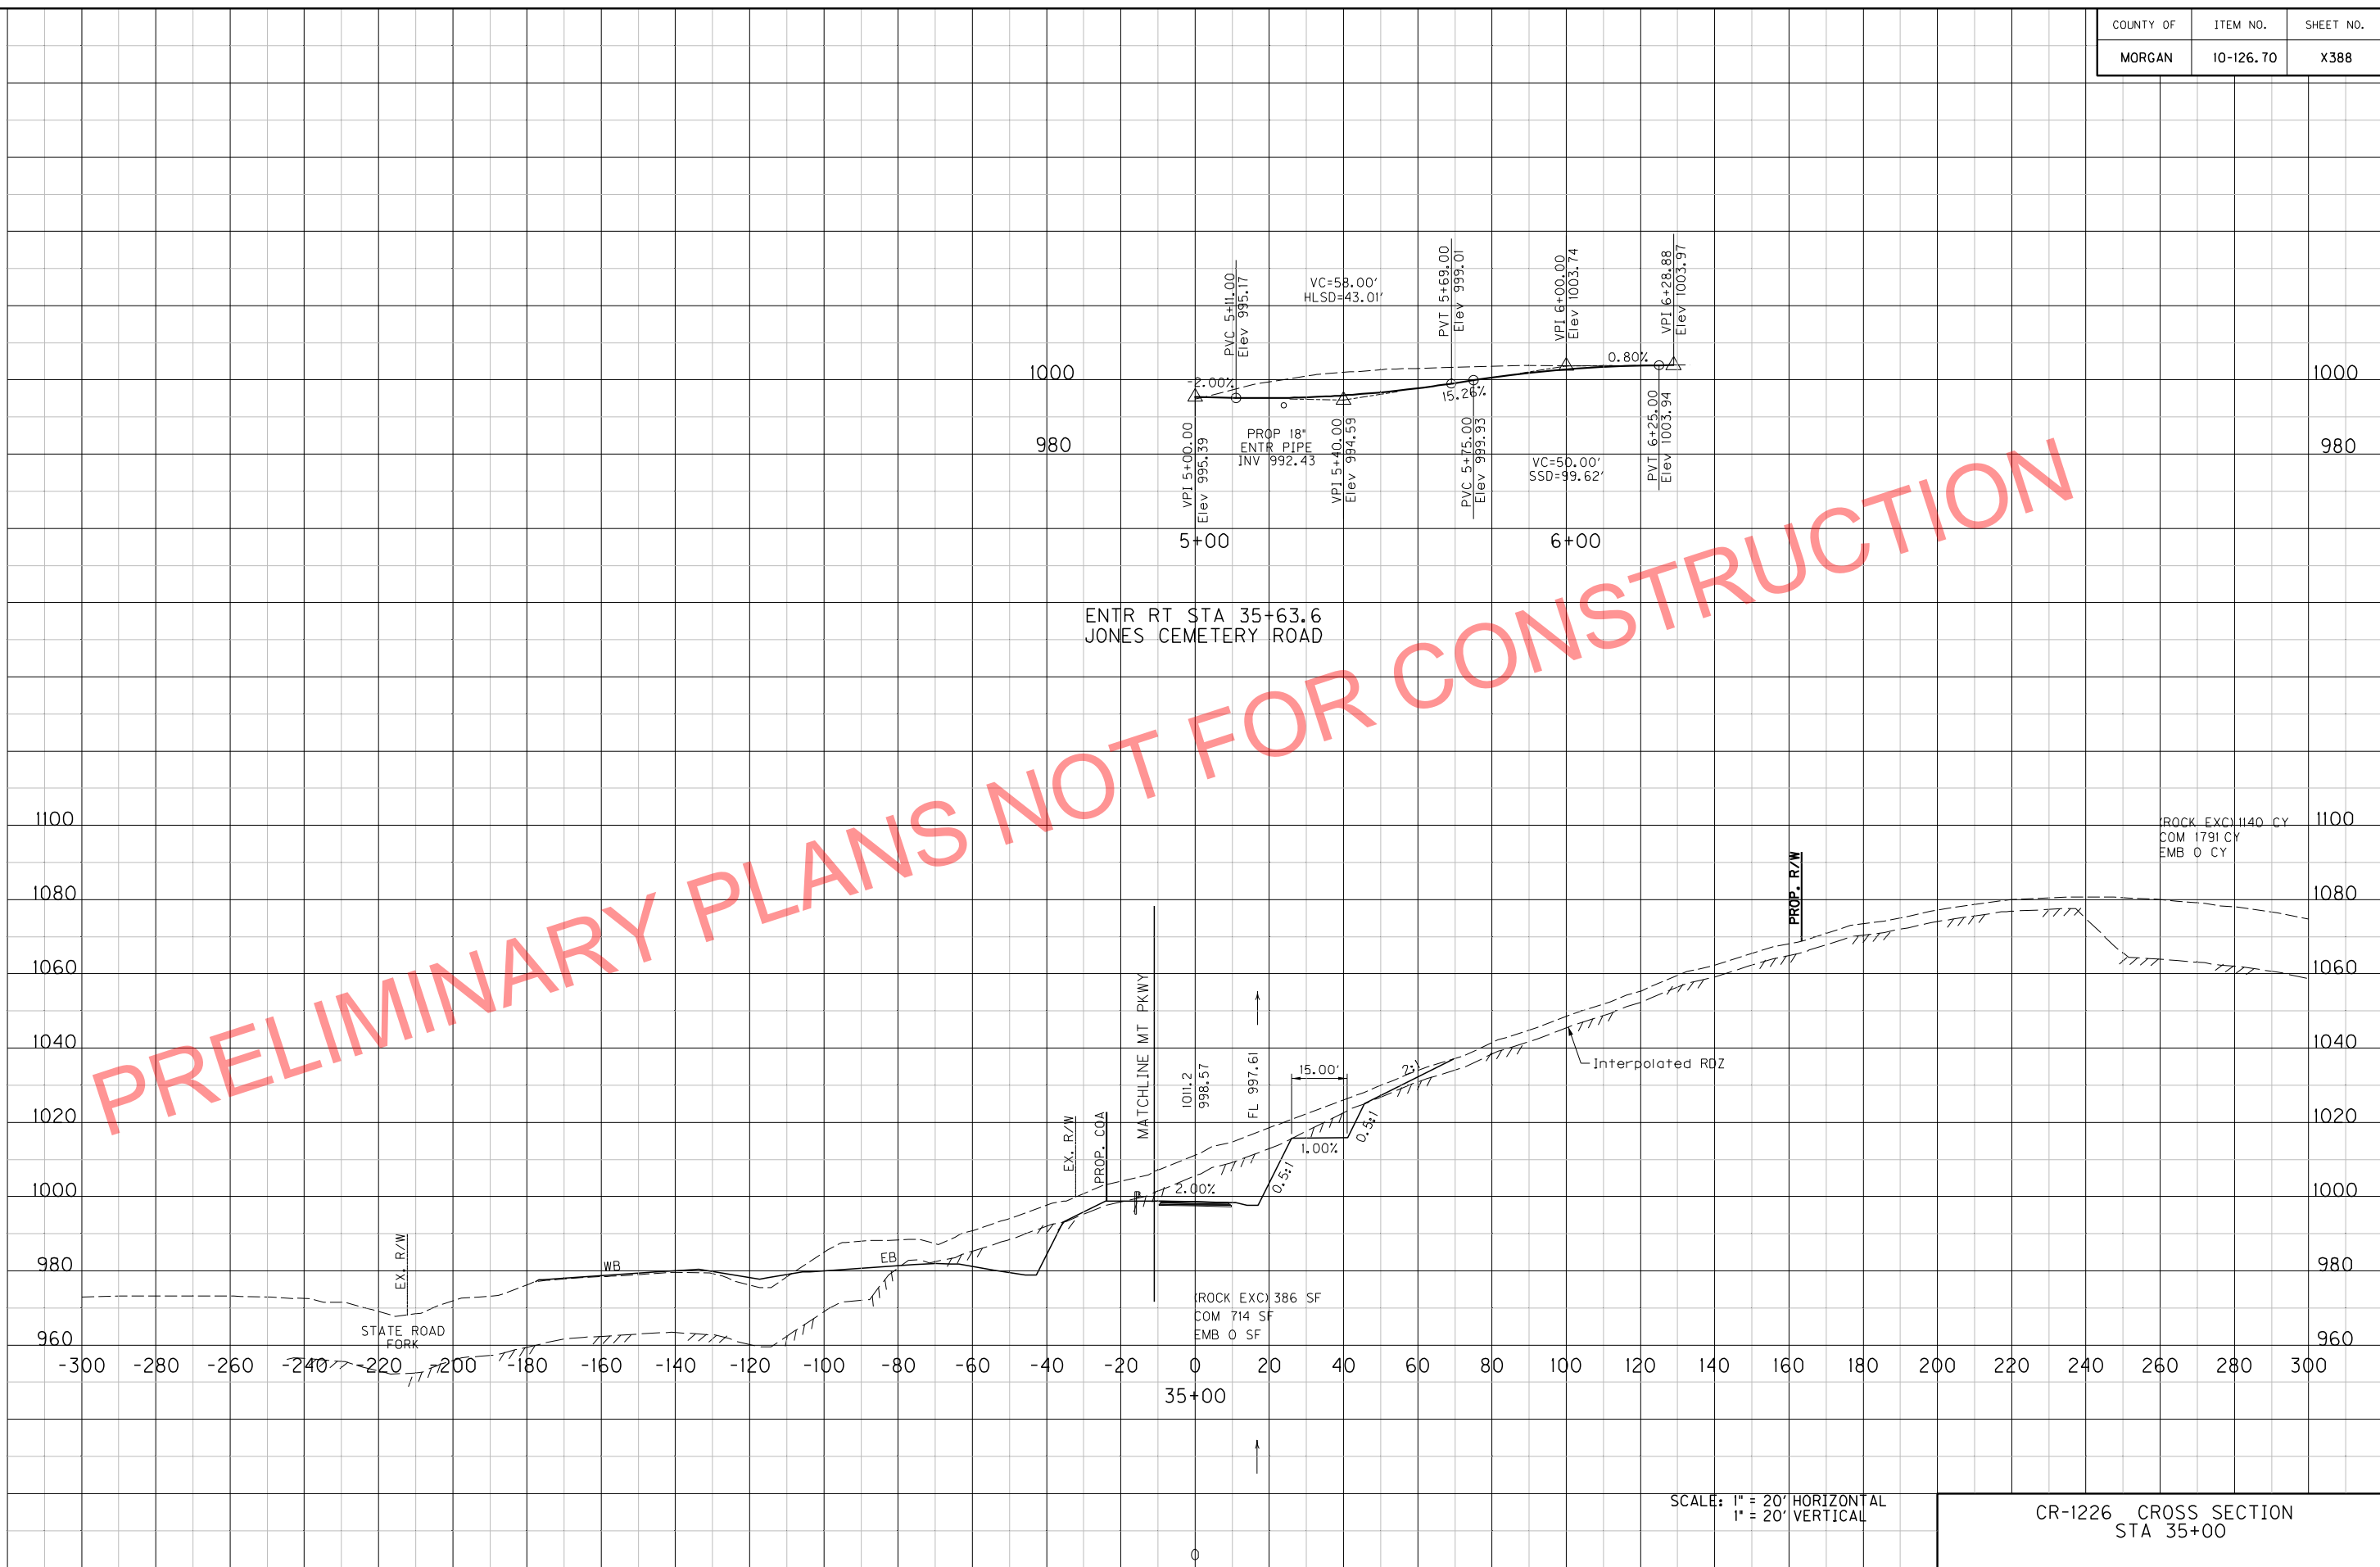 COUNTY OF ITEM NO. SHEET NO.
MORGAN 10-126.70 X388
PVC 5+11.00
Elev 995.17
VC=58.00'
HLSD=43.01'
PVT 5+69.00
Elev 999.01
VPI 6+00.00
Elev 1003.74
VPI 6+28.88
Elev 1003.97
1000 -2.00% 15.26% 0.80% 1000
980 980
VPI 5+00.00
Elev 995.39
PROP 18"
ENTR PIPE
INV 992.43
VPI 5+40.00
Elev 994.59
PVC 5+75.00
Elev 999.93
VC=50.00'
SSD=99.62'
PVT 6+25.00
Elev 1003.94
5+00 6+00
ENTR RT STA 35+63.6
JONES CEMETERY ROAD
PRELIMINARY PLANS NOT FOR CONSTRUCTION
1100 1100
(ROCK EXC) 1140 CY
COM 1791 CY
EMB 0 CY
PROP. R/W
1080 1080
1060 1060
1040 1040
MATCHLINE MT PKWY
1011.2
998.57
FL 997.61
15.00'
2:1
Interpolated RDZ
1020 1020
EX. R/W
PROP. COA
1.00%
0.5:1
0.5:1
1000 2.00% 1000
EX. R/W
980 WB EB 980
STATE ROAD
FORK
(ROCK EXC) 386 SF
COM 714 SF
EMB 0 SF
960 960
-300 -280 -260 -240 -220 -200 -180 -160 -140 -120 -100 -80 -60 -40 -20 0 20 40 60 80 100 120 140 160 180 200 220 240 260 280 300
35+00
SCALE: 1" = 20' HORIZONTAL
1" = 20' VERTICAL
CR-1226 CROSS SECTION
STA 35+00
0